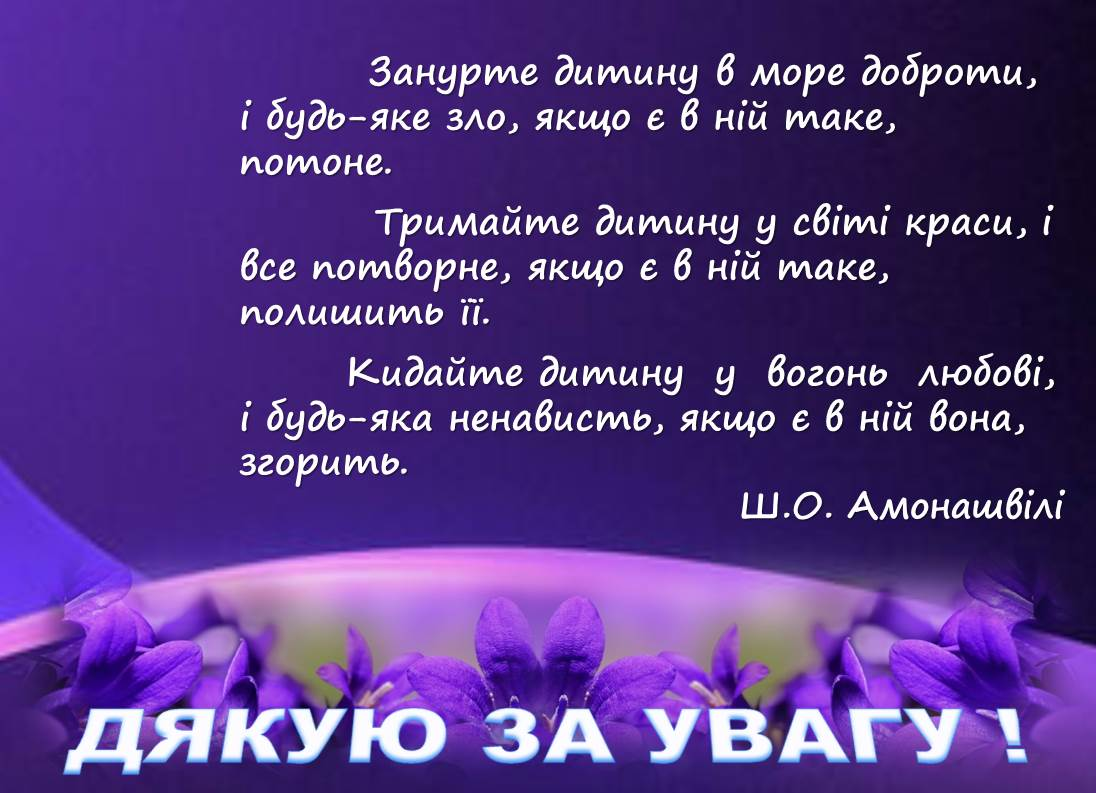 Занурте дитину в море доброти,
і будь-яке зло, якщо є в ній таке,
потоне.
Тримайте дитину у світі краси, і
все потворне, якщо є в ній таке,
полишить її.
Кидайте дитину у вогонь любові,
і будь-яка ненависть, якщо є в ній вона,
згорить.
Ш.О. Амонашвілі
ДЯКУЮ ЗА УВАГУ !